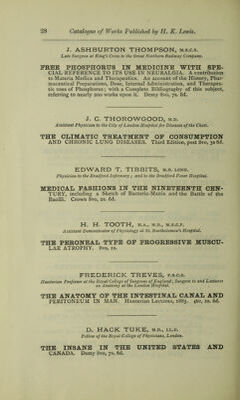 28 Catalogue of Works Published by H. K. Lewis.
J. ASHBURTON THOMPSON, M.R.C.S.
Late Surgeon at King's Cross to the Great Northern Railway Company.
FREE PHOSPHORUS IN MEDICINE WITH SPE-
CIAL REFERENCE TO ITS USE IN NEURALGIA. A contribution
to Materia Medica and Therapeutics. An account of the History, Phar-
maceutical Preparations, Dose, Internal Administration, and Therapeu-
tic uses of Phosphorus; with a Complete Bibliography of this subject,
referring to nearly 200 works upon it. Demy 8vo, 7s. 6d.
J. C. THOROWGOOD, M.D.
Assistant Physician to the City of London Hospital for Diseases of the Chest.
THE CLIMATIC TREATMENT OF CONSUMPTION
AND CHRONIC LUNG DISEASES. Third Edition, post 8vo, 3s 6d.
EDWARD T. TIBBITS, M.D. LOND.
Physician to the Bradford Infirmary; and to the Bradford Fever Hospital.
MEDICAL FASHIONS IN THE NINETEENTH CEN-
TURY, including a Sketch of Bacterio-Mania and the Battle of the
Bacilli. Crown 8vo, 2s. 6d.
H. H. TOOTH, M.A., M.D., M.R.C.P.
Assistant Demonstrator of Physiology at St. Bartholomew's Hospital.
THE PERONEAL TYPE OF PROGRESSIVE MUSCU-
LAR ATROPHY. 8vo, 1s.
FREDERICK TREVES, F.R.C.S.
Hunterian Professor at the Royal College of Surgeons of England; Surgeon to and Lecturer
on Anatomy at the London Hospital.
THE ANATOMY OF THE INTESTINAL CANAL AND
PERITONEUM IN MAN. Hunterian Lectures, 1885. 4to, 2s. 6d.
D. HACK TUKE, M.D., LL.D.
Fellow of the Royal College of Physicians, London.
THE INSANE IN THE UNITED STATES AND
CANADA. Demy 8vo, 7s. 6d.